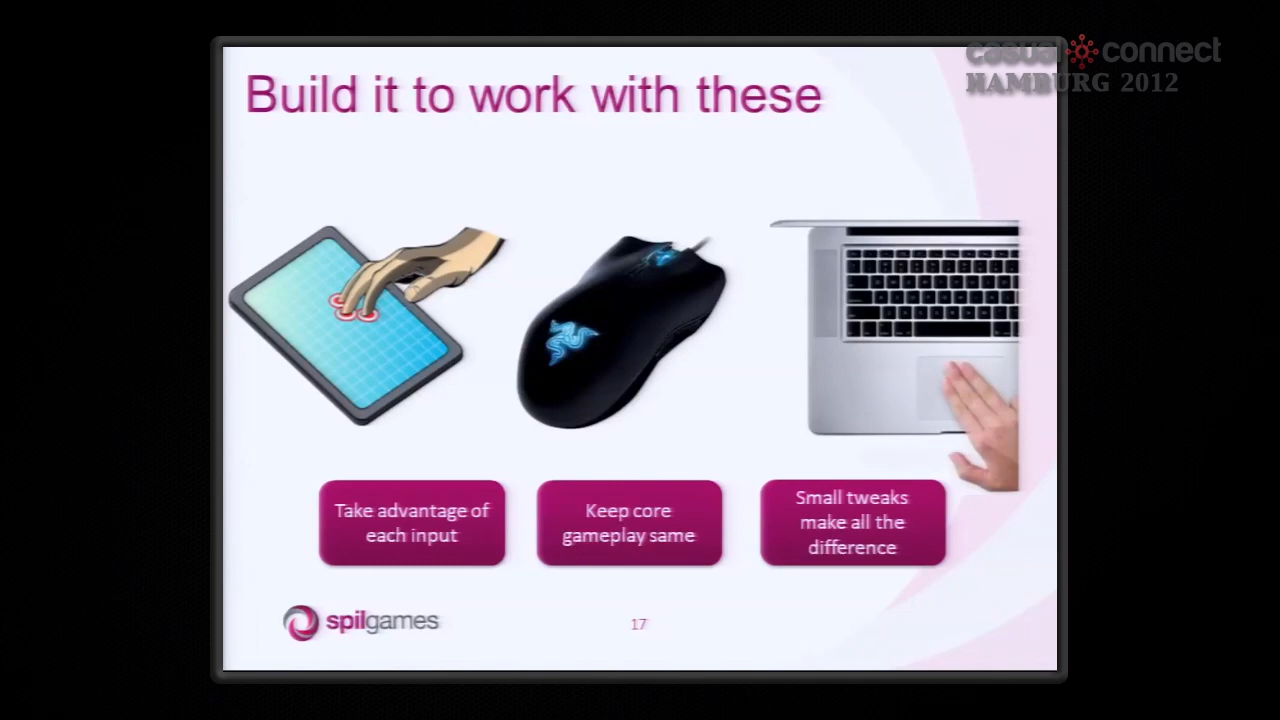 casual connect
HAMBURG 2012
Build it to work with these
Take advantage of
each input
Keep core
gameplay same
Small tweaks
make all the
difference
spilgames
17